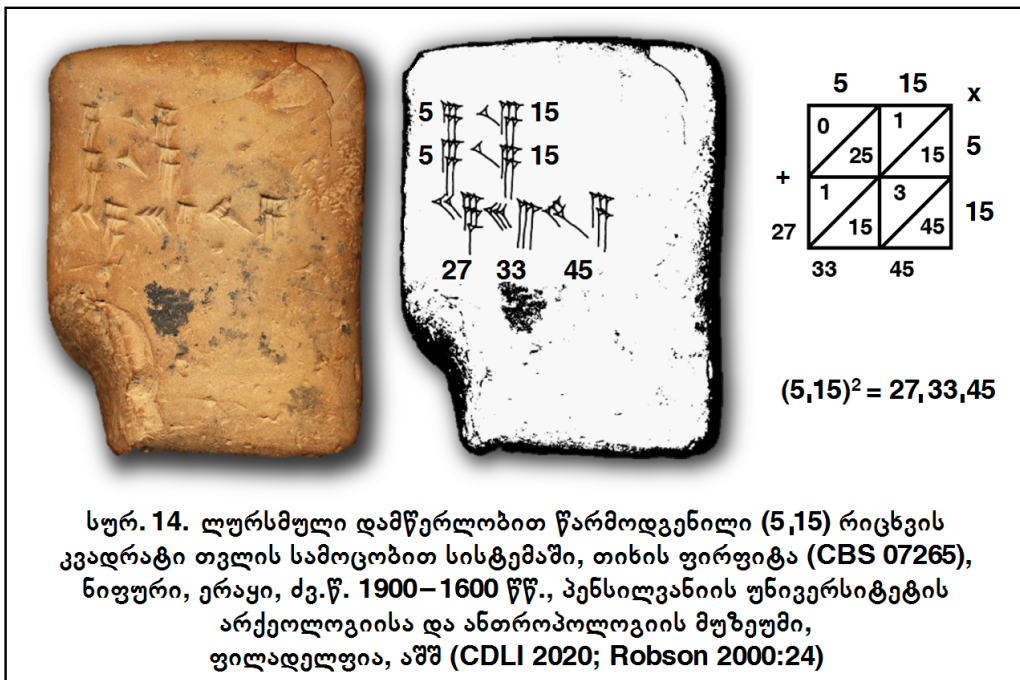 5 15
5 15
27 33 45
5 15 x
0 25 1 15 5
+
1 15 3 45 15
27
33 45
(5,15)² = 27,33,45
სურ. 14. ლურსმული დამწერლობით წარმოდგენილი (5,15) რიცხვის
კვადრატი თვლის სამოცობით სისტემაში, თიხის ფირფიტა (CBS 07265),
ნიფური, ერაყი, ძვ.წ. 1900–1600 წწ., პენსილვანიის უნივერსიტეტის
არქეოლოგიისა და ანთროპოლოგიის მუზეუმი,
ფილადელფია, აშშ (CDLI 2020; Robson 2000:24)